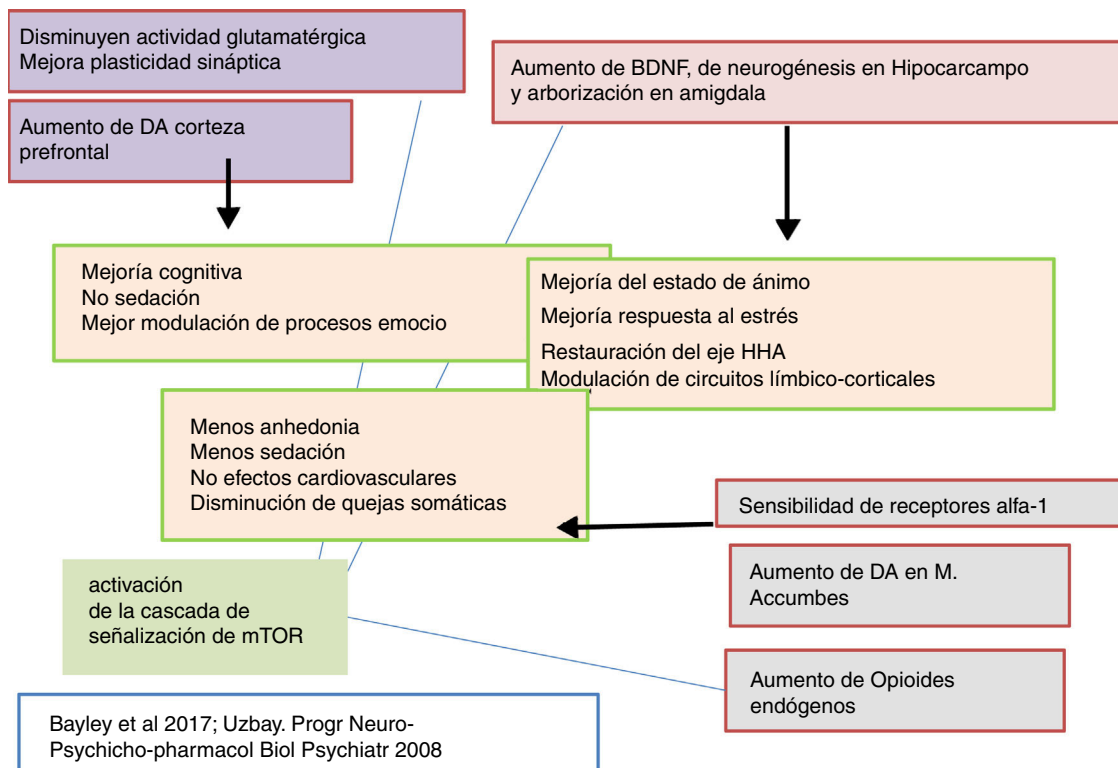 Disminuyen actividad glutamatérgica
Mejora plasticidad sináptica
Aumento de BDNF, de neurogénesis en Hipocarcampo
y arborización en amigdala
Aumento de DA corteza
prefrontal
Mejoría cognitiva
No sedación
Mejor modulación de procesos emocio
Mejoría del estado de ánimo
Mejoría respuesta al estrés
Restauración del eje HHA
Modulación de circuitos límbico-corticales
Menos anhedonia
Menos sedación
No efectos cardiovasculares
Disminución de quejas somáticas
Sensibilidad de receptores alfa-1
Aumento de DA en M.
Accumbes
activación
de la cascada de
señalización de mTOR
Aumento de Opioides
endógenos
Bayley et al 2017; Uzbay. Progr Neuro-
Psychicho-pharmacol Biol Psychiatr 2008